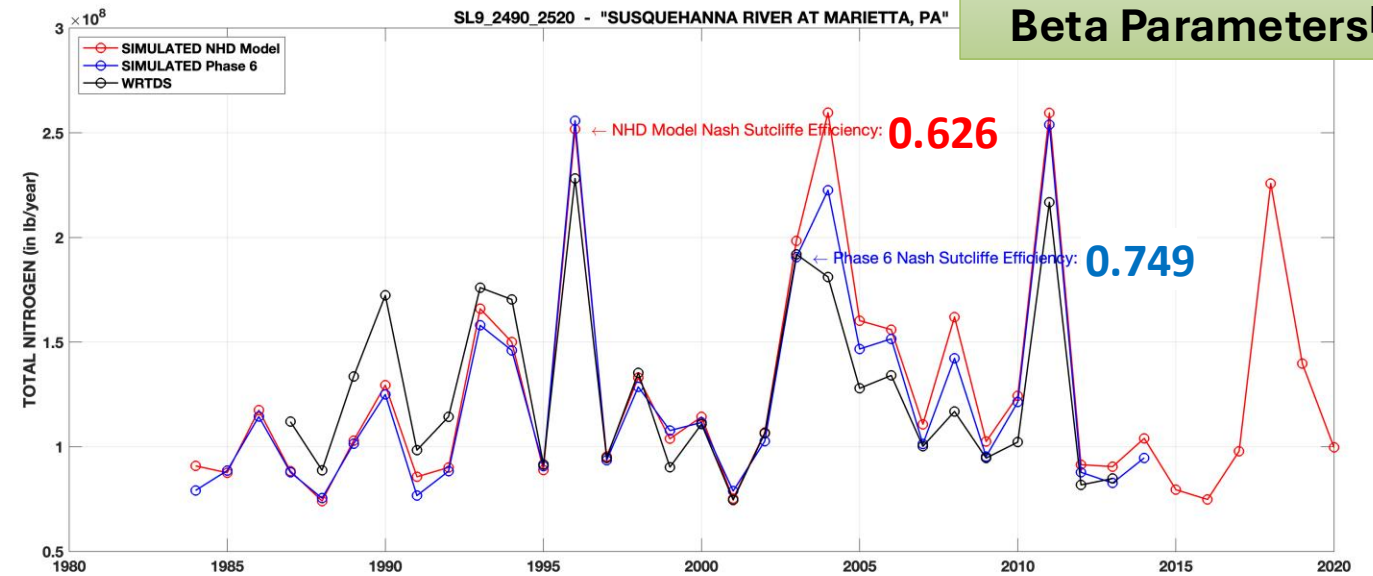 SL9_2490_2520 - "SUSQUEHANNA RIVER AT MARIETTA, PA"
Beta Parameters
×10⁸
SIMULATED NHD Model
SIMULATED Phase 6
WRTDS
← NHD Model Nash Sutcliffe Efficiency: 0.626
← Phase 6 Nash Sutcliffe Efficiency: 0.749
TOTAL NITROGEN (in lb/year)
3
2.5
2
1.5
1
0.5
1980 1985 1990 1995 2000 2005 2010 2015 2020